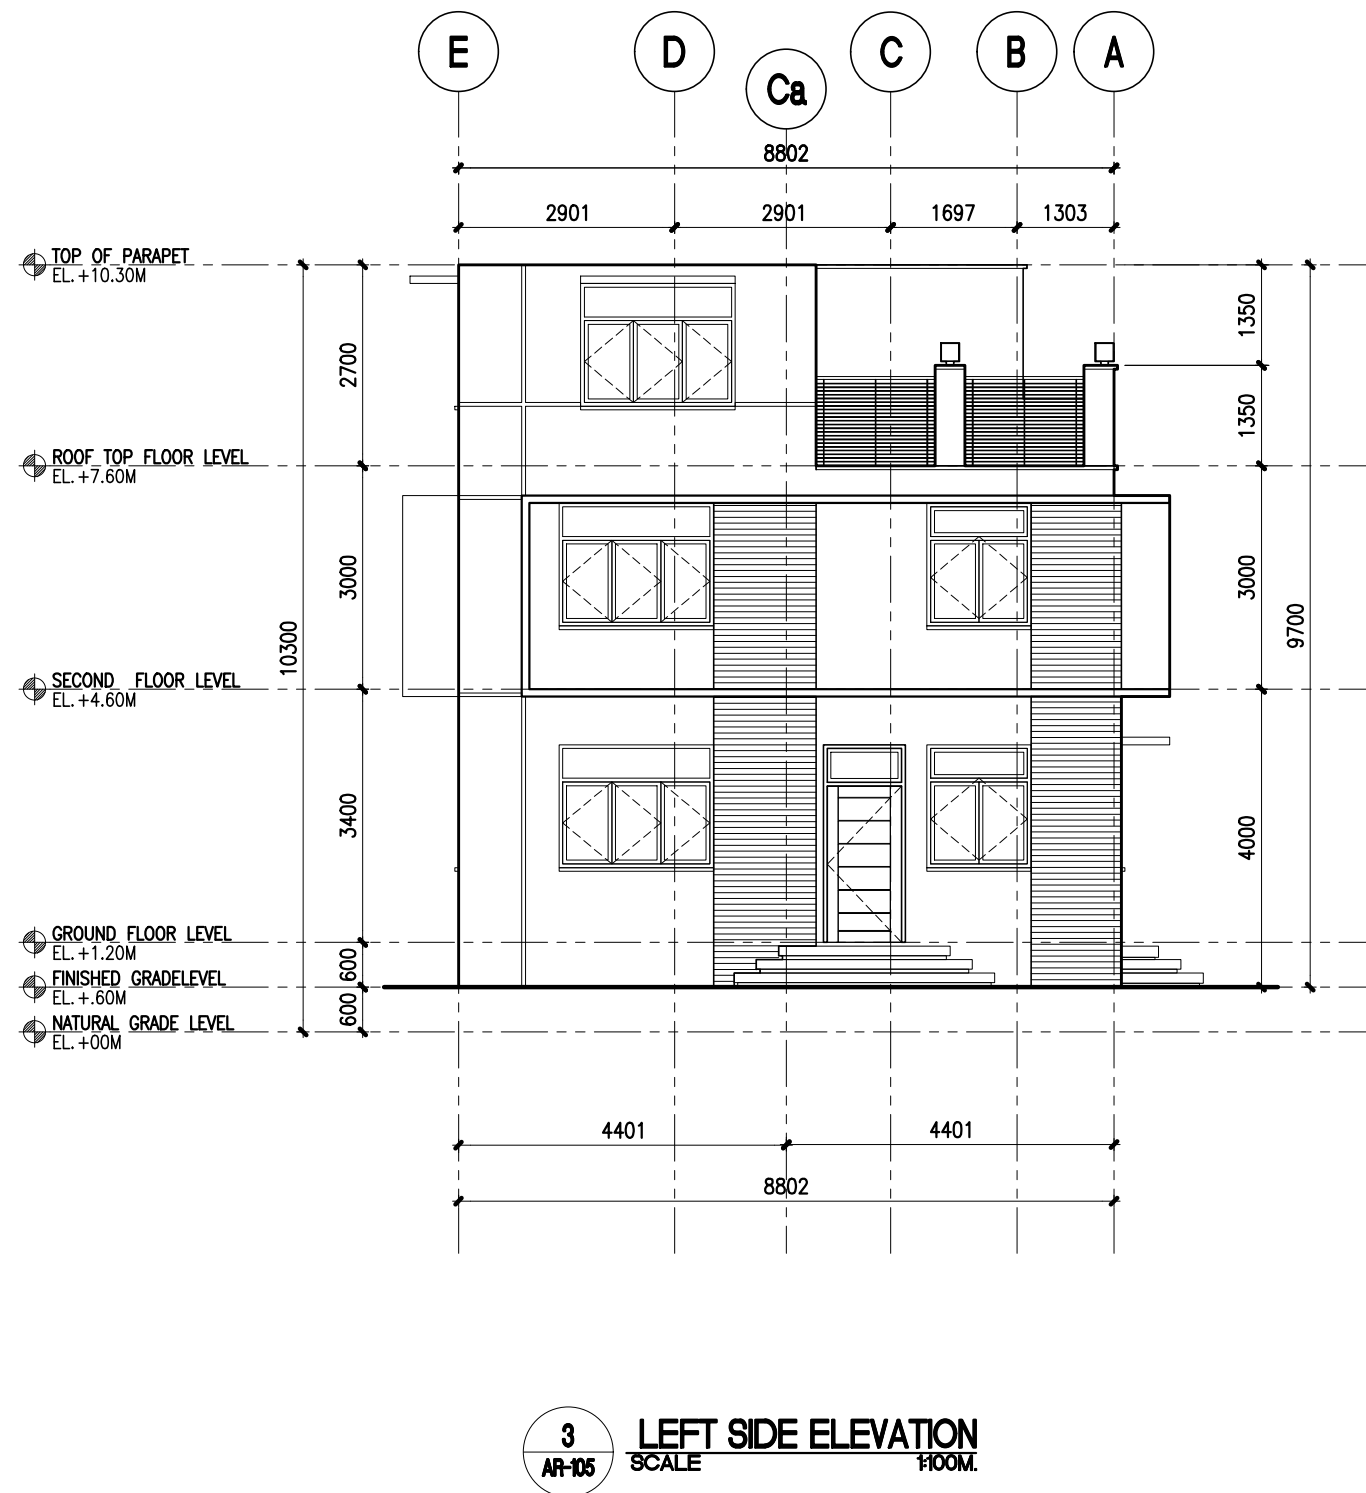 E
D
Ca
C
B
A
8802
2901
2901
1697
1303
TOP OF PARAPET
EL.+10.30M
2700
1350
1350
ROOF TOP FLOOR LEVEL
EL.+7.60M
3000
3000
10300
9700
SECOND FLOOR LEVEL
EL.+4.60M
3400
4000
GROUND FLOOR LEVEL
EL.+1.20M
600
FINISHED GRADELEVEL
EL.+.60M
600
NATURAL GRADE LEVEL
EL.+00M
4401
4401
8802
3
AR-105
LEFT SIDE ELEVATION
SCALE 1:100M.